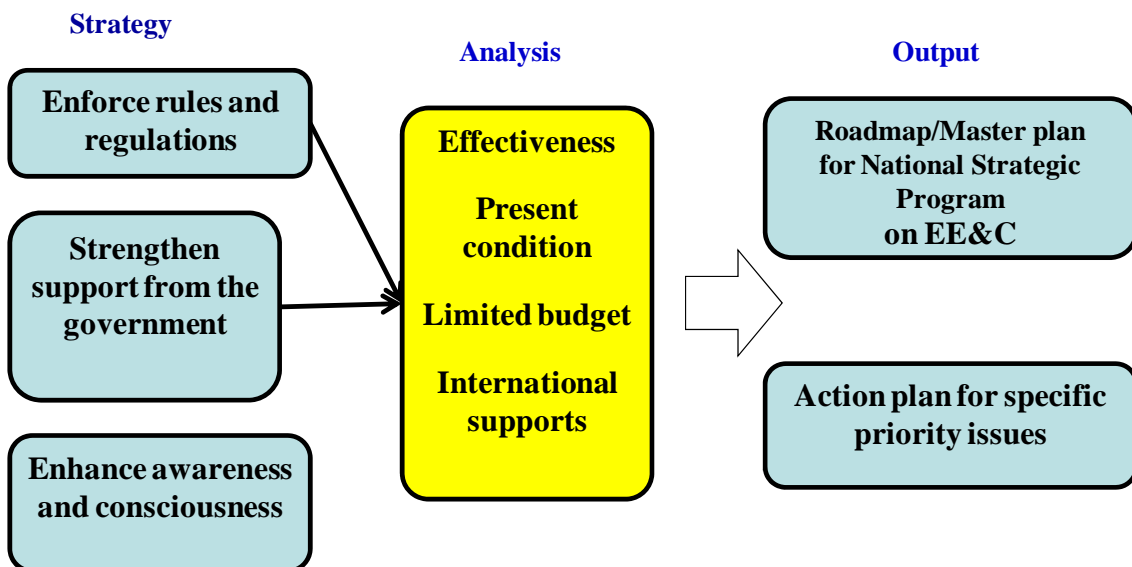 Strategy
Enforce rules and
regulations
Strengthen
support from the
government
Enhance awareness
and consciousness
Analysis
Effectiveness
Present
condition
Limited budget
International
supports
Output
Roadmap/Master plan
for National Strategic
Program
on EE&C
Action plan for specific
priority issues